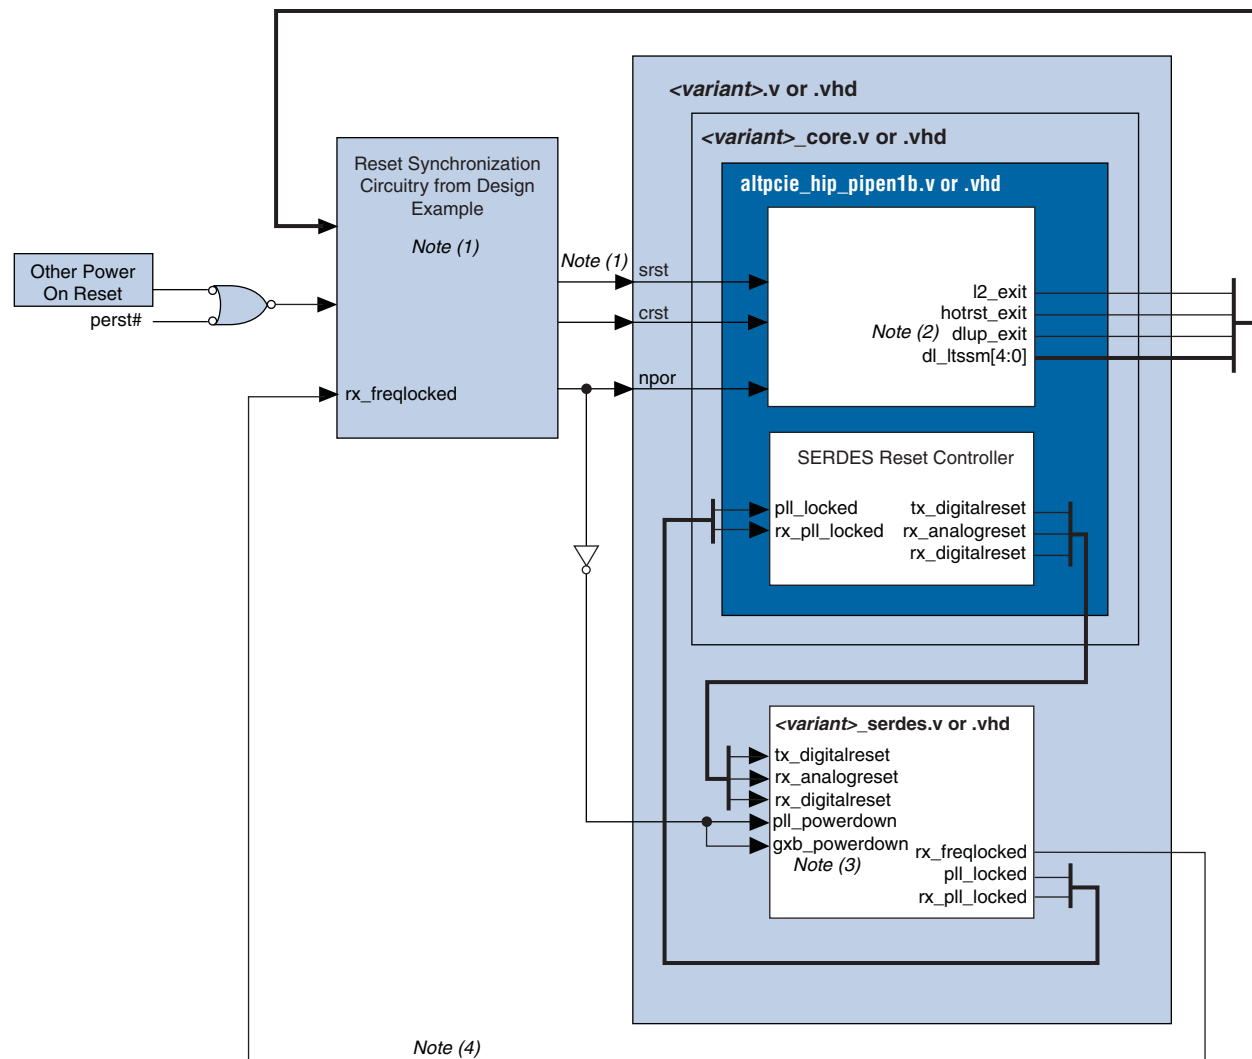 <variant>.v or .vhd
<variant>_core.v or .vhd
altpcie_hip_pipen1b.v or .vhd
Reset Synchronization
Circuitry from Design
Example
Note (1)
Note (1)
srst
crst
npor
Other Power
On Reset
perst#
rx_freqlocked
l2_exit
hotrst_exit
Note (2)
dlup_exit
dl_ltssm[4:0]
SERDES Reset Controller
pll_locked
rx_pll_locked
tx_digitalreset
rx_analogreset
rx_digitalreset
<variant>_serdes.v or .vhd
tx_digitalreset
rx_analogreset
rx_digitalreset
pll_powerdown
gxb_powerdown
Note (3)
rx_freqlocked
pll_locked
rx_pll_locked
Note (4)